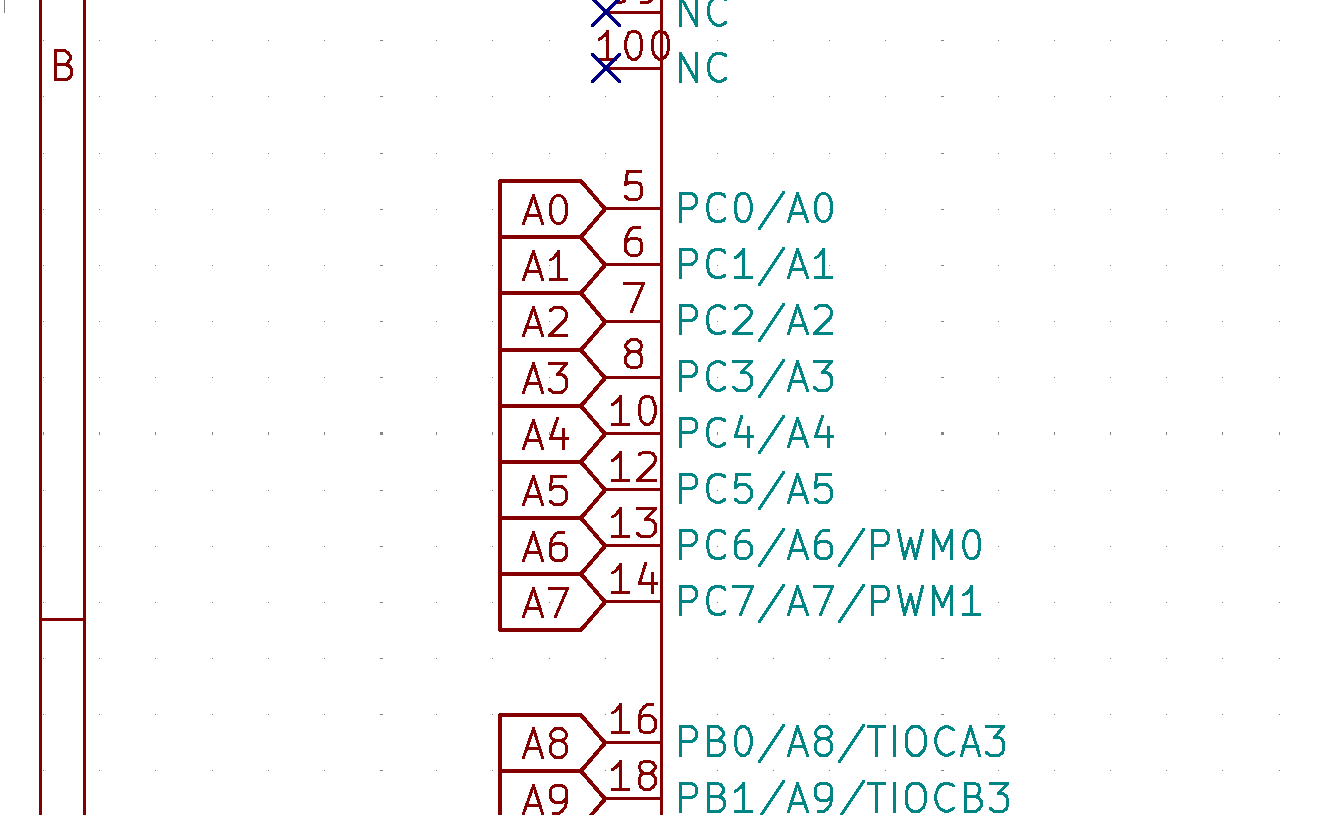 NC
100 NC
B
5
A0 PC0/A0
6
A1 PC1/A1
7
A2 PC2/A2
8
A3 PC3/A3
10
A4 PC4/A4
12
A5 PC5/A5
13
A6 PC6/A6/PWM0
14
A7 PC7/A7/PWM1
16
A8 PB0/A8/TIOCA3
18
A9 PB1/A9/TIOCB3